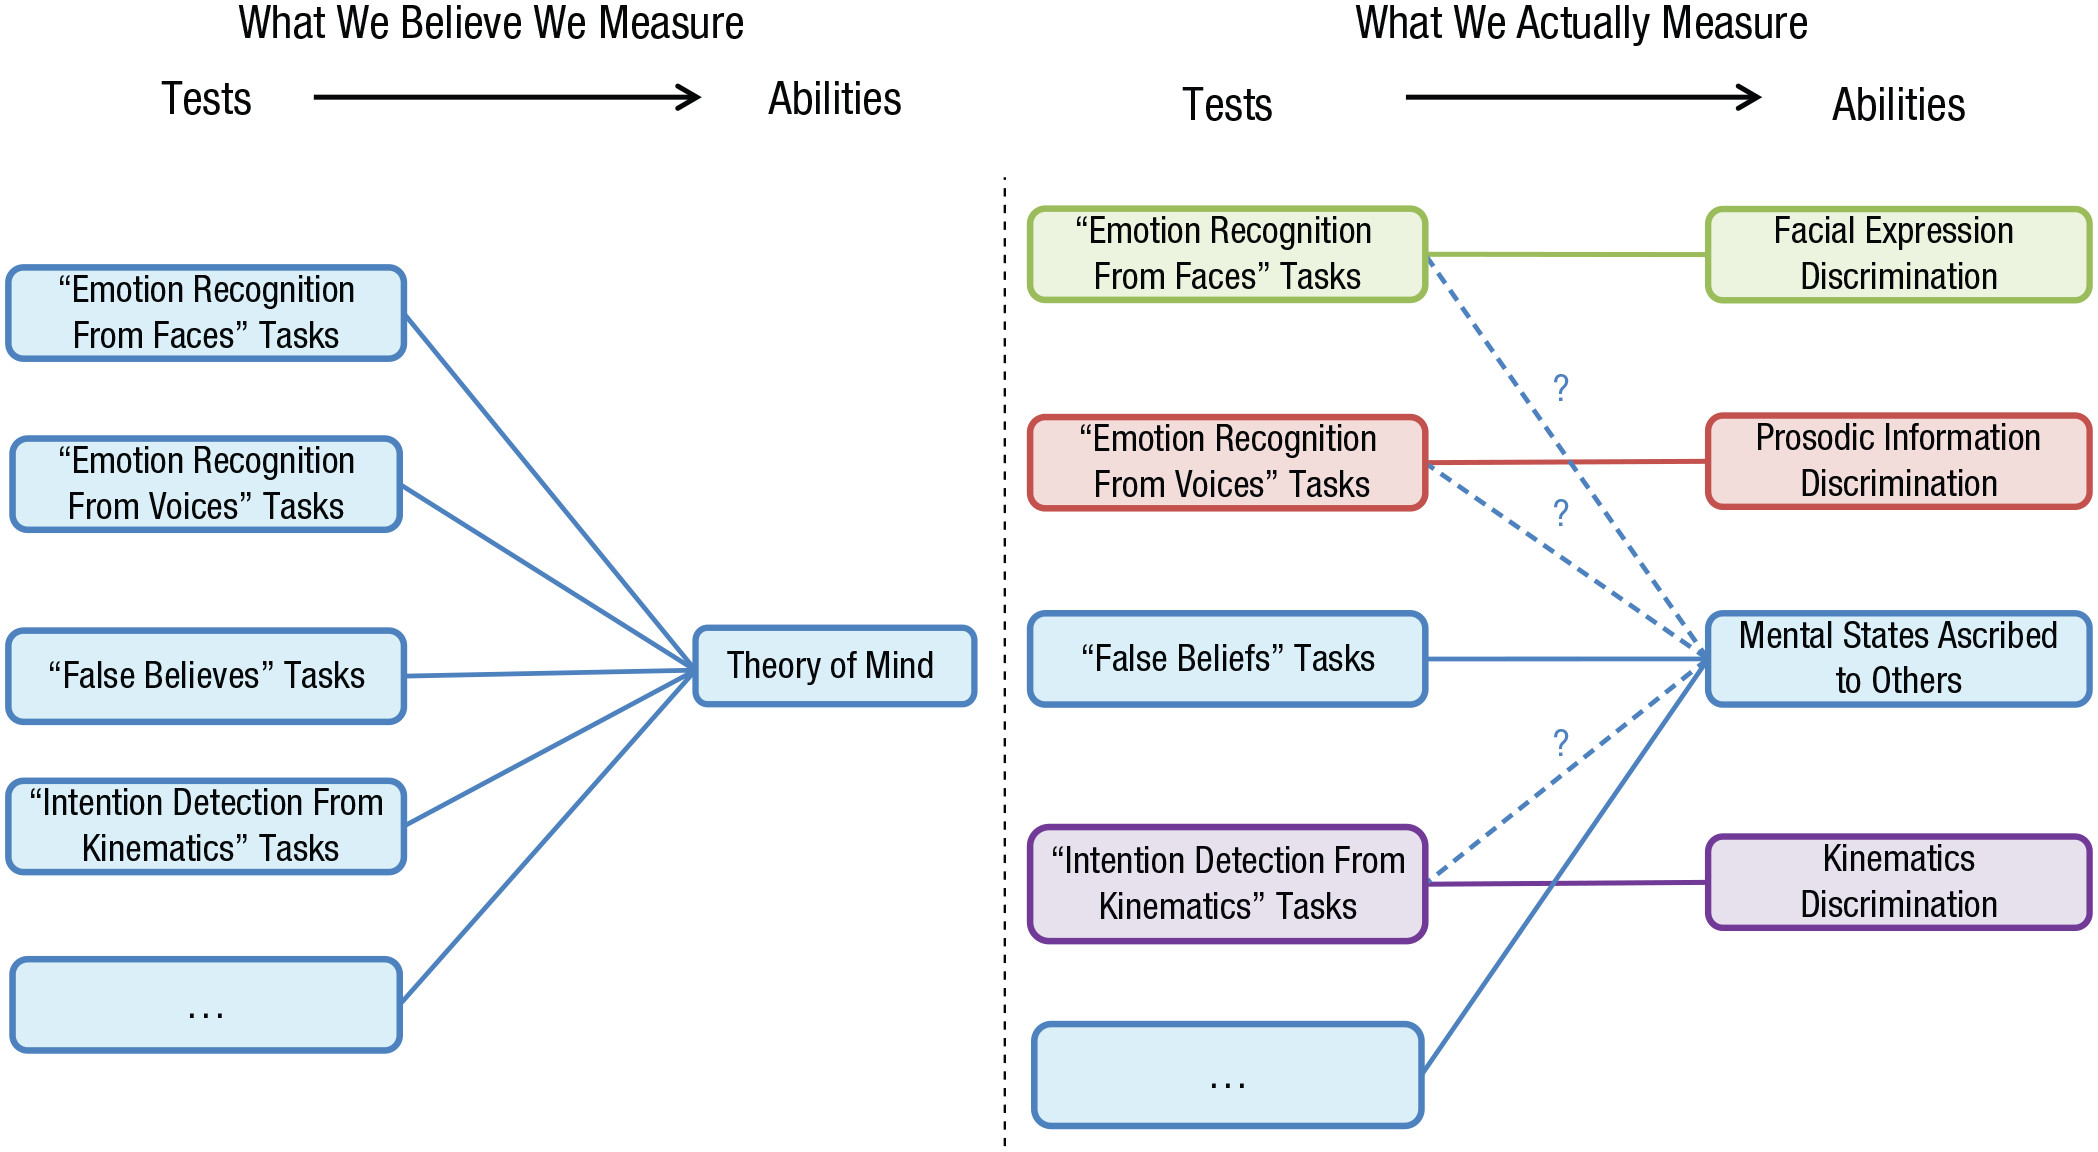 What We Believe We Measure
Tests
Abilities
“Emotion Recognition
From Faces” Tasks
“Emotion Recognition
From Voices” Tasks
“False Believes” Tasks
“Intention Detection From
Kinematics” Tasks
...
Theory of Mind
What We Actually Measure
Tests
Abilities
“Emotion Recognition
From Faces” Tasks
“Emotion Recognition
From Voices” Tasks
“False Beliefs” Tasks
“Intention Detection From
Kinematics” Tasks
...
?
?
?
Facial Expression
Discrimination
Prosodic Information
Discrimination
Mental States Ascribed
to Others
Kinematics
Discrimination